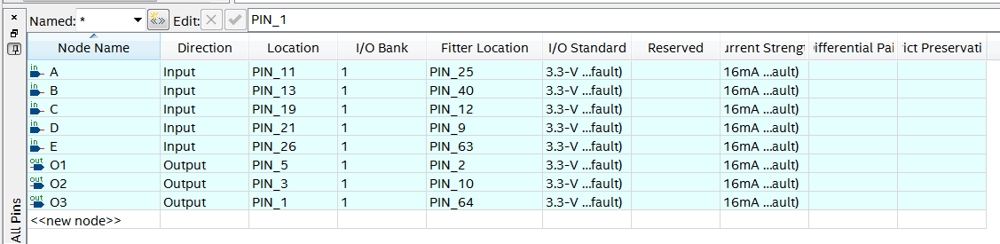 Named: * «» Edit: PIN_1
Node Name Direction Location I/O Bank Fitter Location I/O Standard Reserved urrent Strengt ifferential Pai ict Preservati
in A Input PIN_11 1 PIN_25 3.3-V ...fault) 16mA ...ault)
in B Input PIN_13 1 PIN_40 3.3-V ...fault) 16mA ...ault)
in C Input PIN_19 1 PIN_12 3.3-V ...fault) 16mA ...ault)
in D Input PIN_21 1 PIN_9 3.3-V ...fault) 16mA ...ault)
in E Input PIN_26 1 PIN_63 3.3-V ...fault) 16mA ...ault)
out O1 Output PIN_5 1 PIN_2 3.3-V ...fault) 16mA ...ault)
out O2 Output PIN_3 1 PIN_10 3.3-V ...fault) 16mA ...ault)
out O3 Output PIN_1 1 PIN_64 3.3-V ...fault) 16mA ...ault)
<<new node>>
All Pins